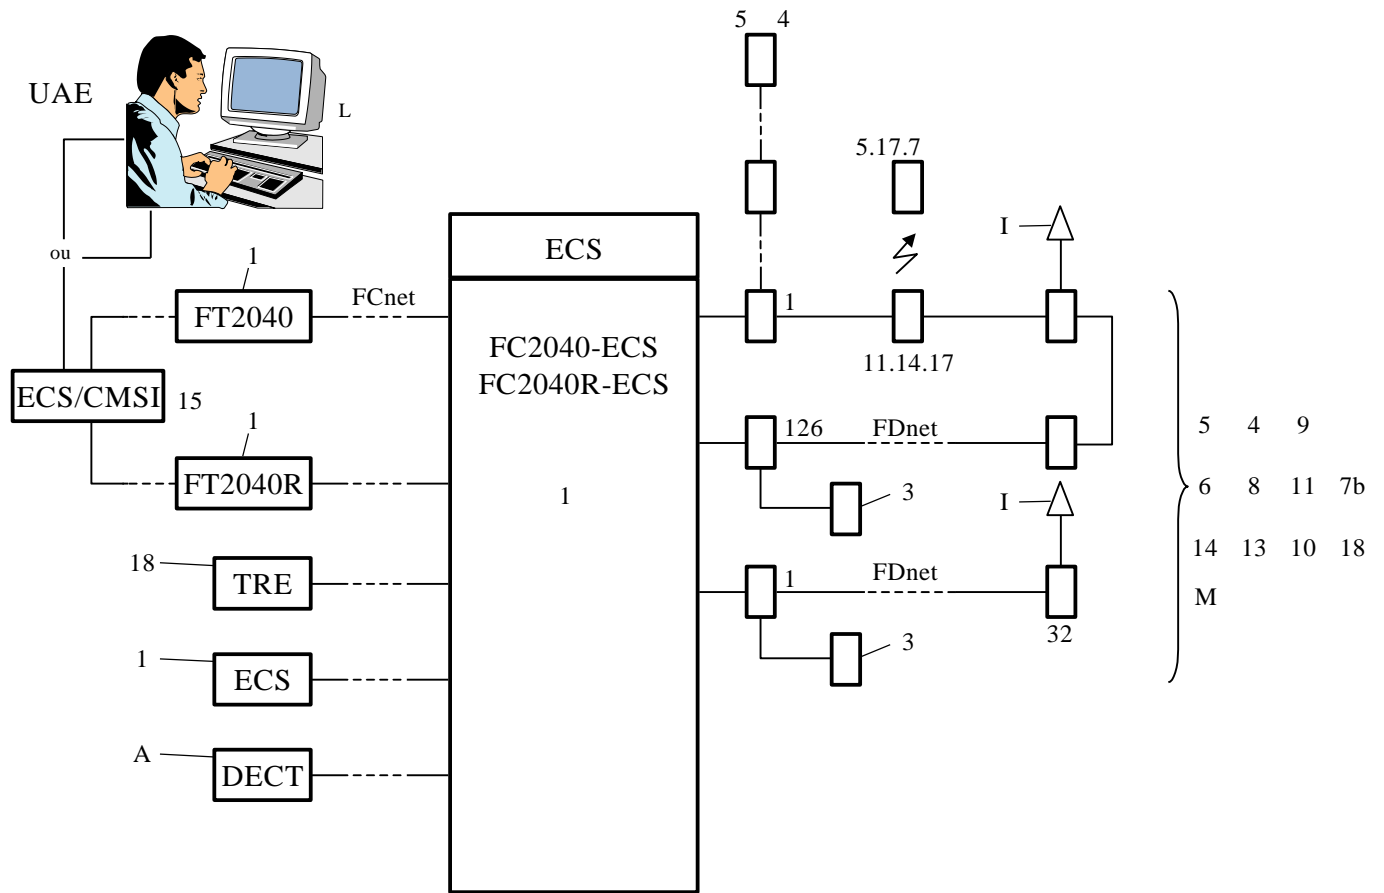 5 4
UAE
L
5.17.7
I
ou
ECS
1
FCnet
1
FT2040
FC2040-ECS
FC2040R-ECS
11.14.17
ECS/CMSI
15
1
126
FDnet
5 4 9
FT2040R
1
3
I
6 8 11 7b
18
TRE
1
FDnet
14 13 10 18
M
32
1
ECS
3
A
DECT